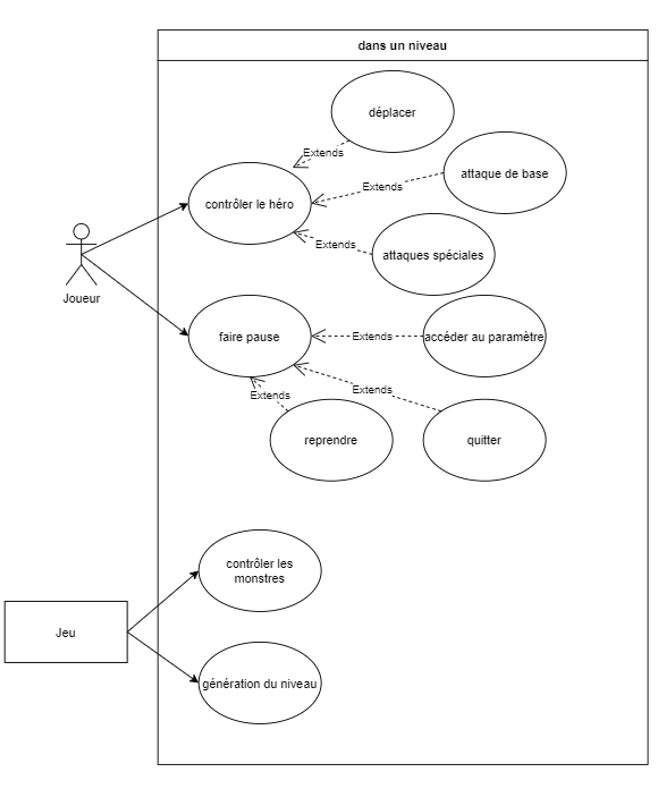 dans un niveau
déplacer
Extends
attaque de base
Extends
contrôler le héro
Extends
attaques spéciales
Joueur
faire pause
Extends
accéder au paramètre
Extends
Extends
reprendre
quitter
contrôler les
monstres
Jeu
génération du niveau